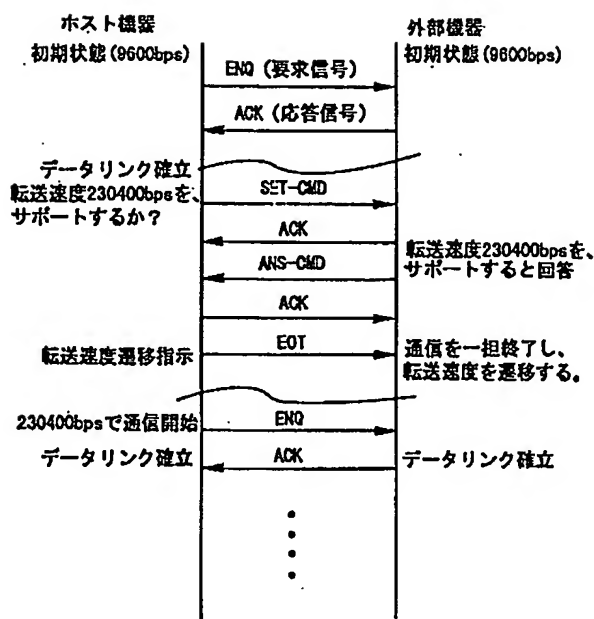 ホスト機器
外部機器
初期状態(9600bps)
初期状態(9600bps)
ENQ (要求信号)
ACK (応答信号)
データリンク確立
転送速度230400bpsを、
サポートするか?
SET-CMD
ACK
転送速度230400bpsを、
サポートすると回答
ANS-CMD
ACK
転送速度遷移指示
EOT
通信を一担終了し、
転送速度を遷移する。
230400bpsで通信開始
ENQ
データリンク確立
ACK
データリンク確立